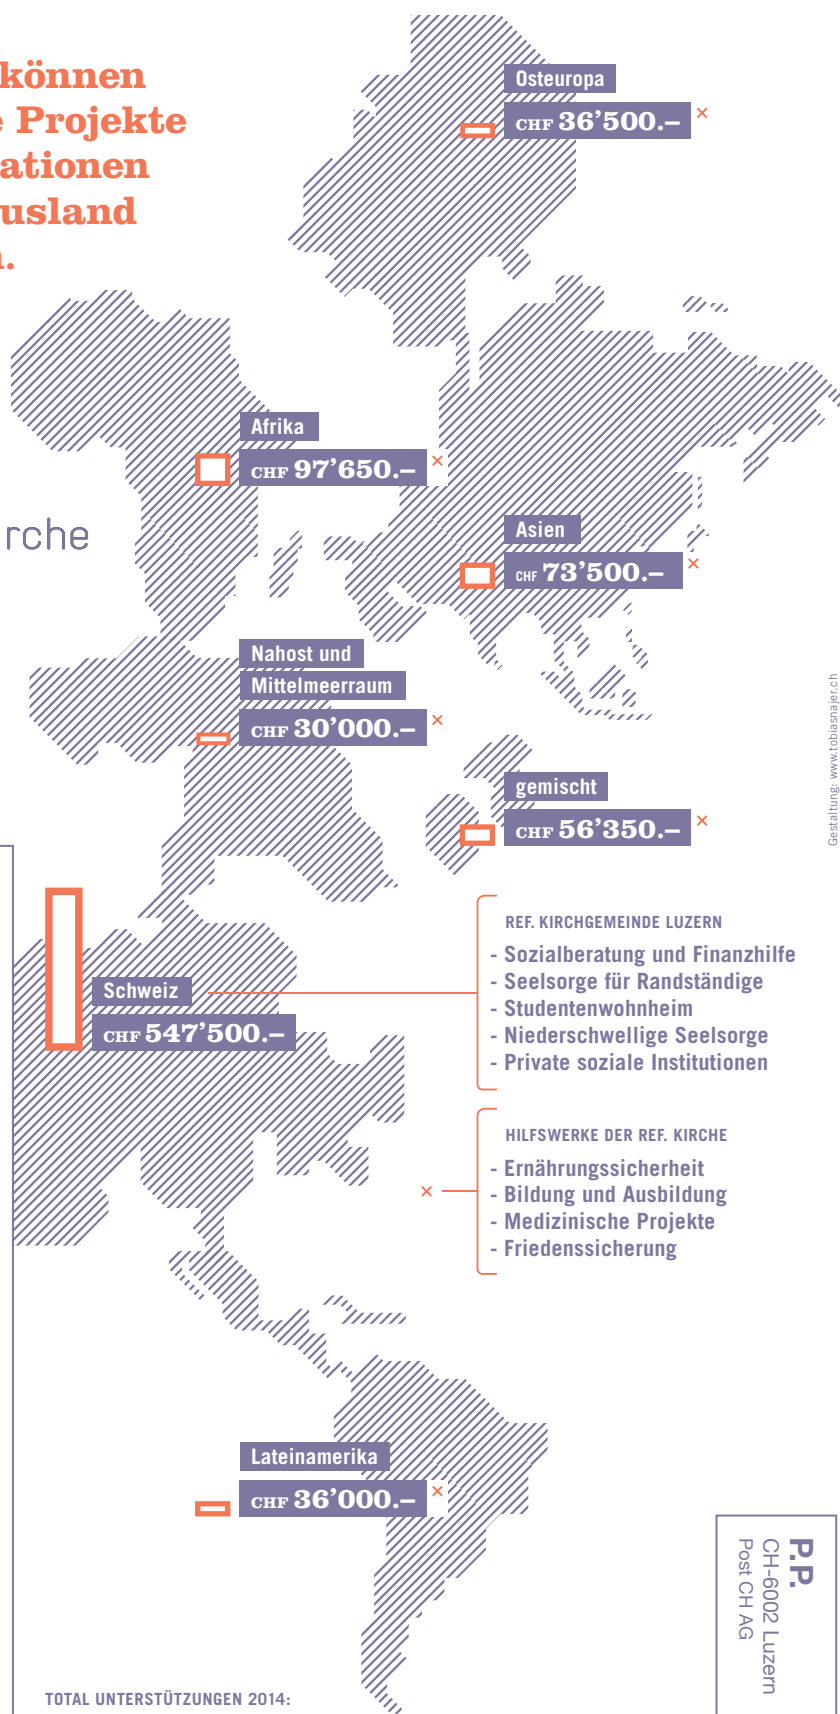 können
Projekte
ationen
usland
Osteuropa
CHF 36’500.– ×
Afrika
CHF 97’650.– ×
rche
Asien
CHF 73’500.– ×
Nahost und
Mittelmeerraum
CHF 30’000.– ×
gemischt
CHF 56’350.– ×
Gestaltung: www.tobiasnajer.ch
Schweiz
CHF 547’500.–
REF. KIRCHGEMEINDE LUZERN
- Sozialberatung und Finanzhilfe
- Seelsorge für Randständige
- Studentenwohnheim
- Niederschwellige Seelsorge
- Private soziale Institutionen
×
HILFSWERKE DER REF. KIRCHE
- Ernährungssicherheit
- Bildung und Ausbildung
- Medizinische Projekte
- Friedenssicherung
Lateinamerika
CHF 36’000.– ×
P.P.
CH-6002 Luzern
Post CH AG
TOTAL UNTERSTÜTZUNGEN 2014: